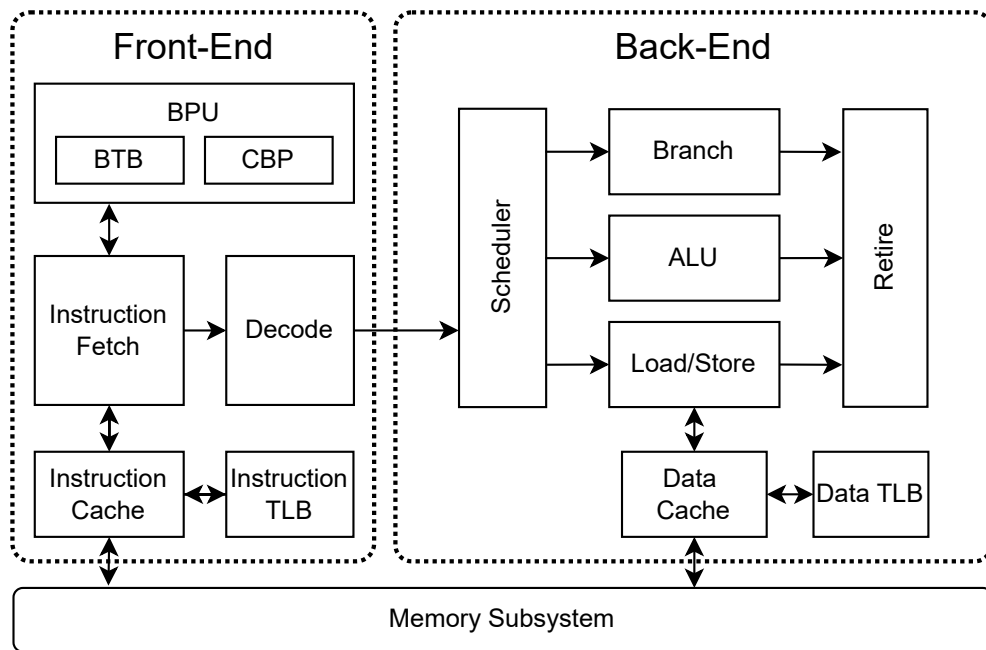 Front-End
BPU
BTB
CBP
Instruction
Fetch
Decode
Instruction
Cache
Instruction
TLB
Back-End
Scheduler
Branch
ALU
Load/Store
Retire
Data
Cache
Data TLB
Memory Subsystem